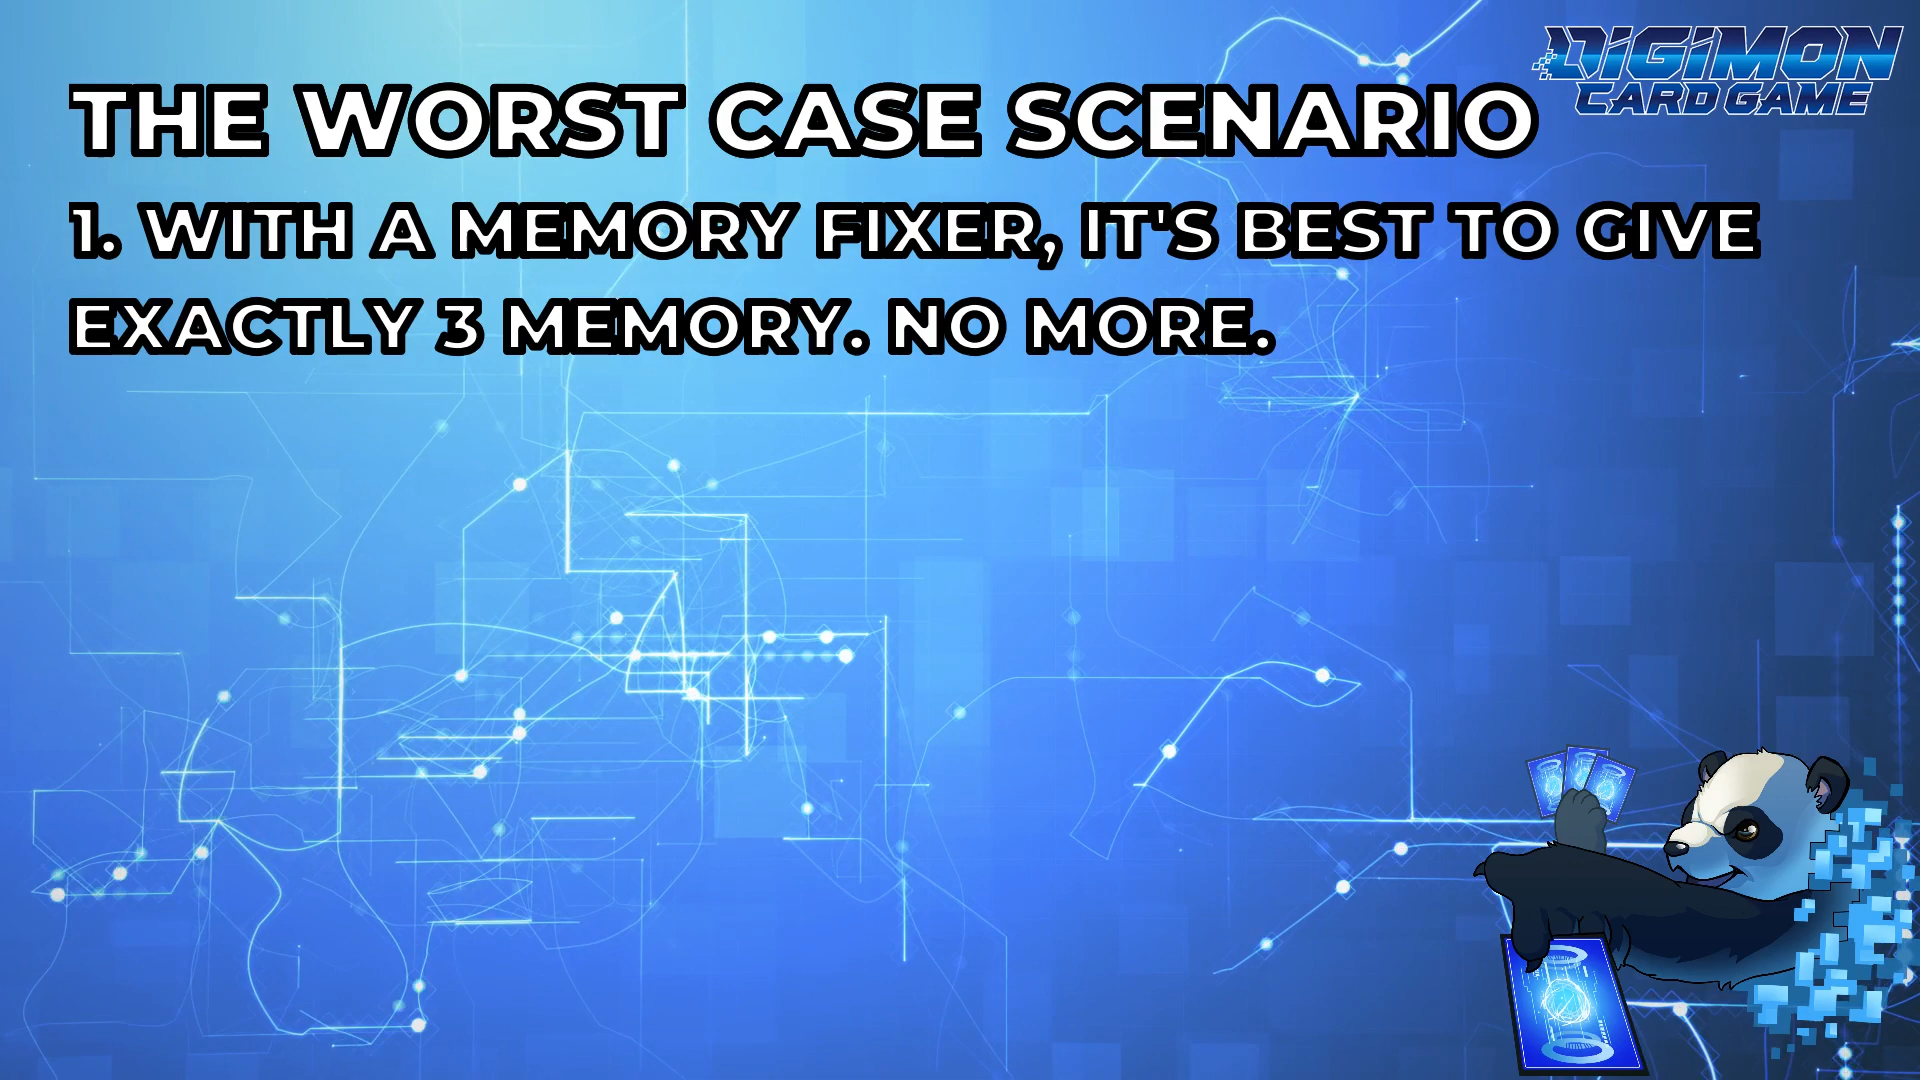 DIGIMON
CARD GAME
THE WORST CASE SCENARIO
1. WITH A MEMORY FIXER, IT'S BEST TO GIVE
EXACTLY 3 MEMORY. NO MORE.